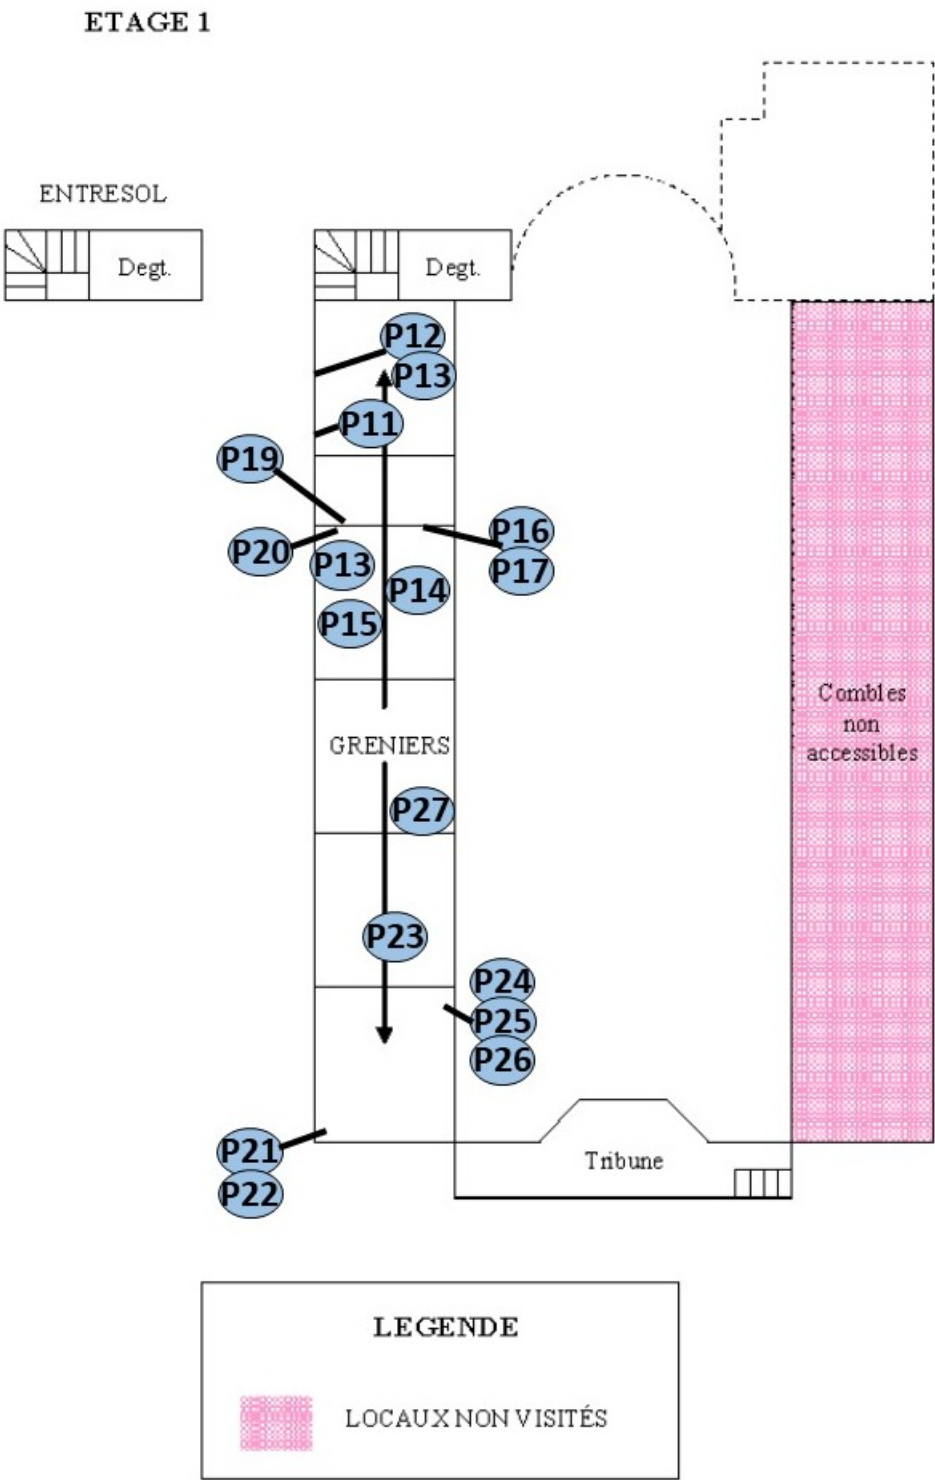 ETAGE 1
ENTRESOL
Degt.
Degt.
P12
P13
P11
P19
P16
P20
P13
P17
P14
P15
Combles
non
accessibles
GRENIERS
P27
P23
P24
P25
P26
P21
Tribune
P22
LEGENDE
LOCAUX NON VISITÉS